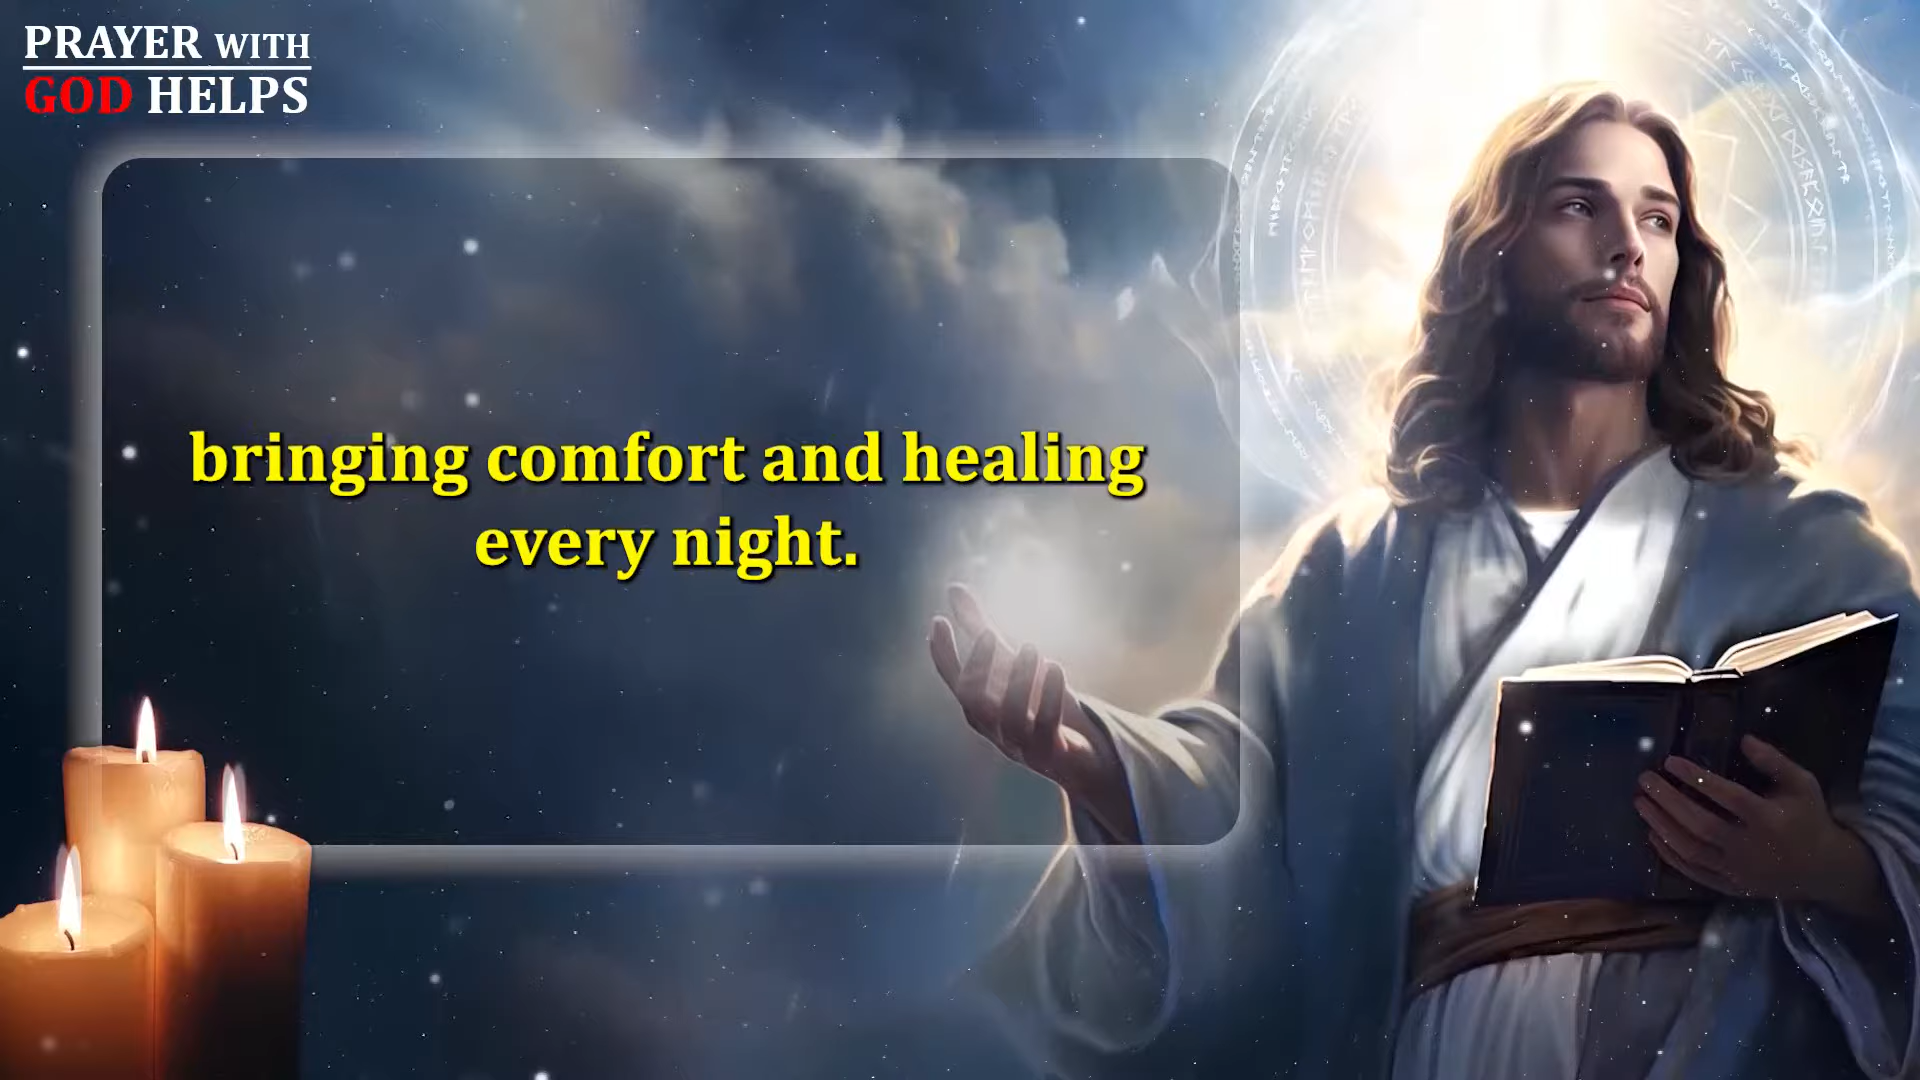 PRAYER WITH
GOD HELPS
bringing comfort and healing
every night.